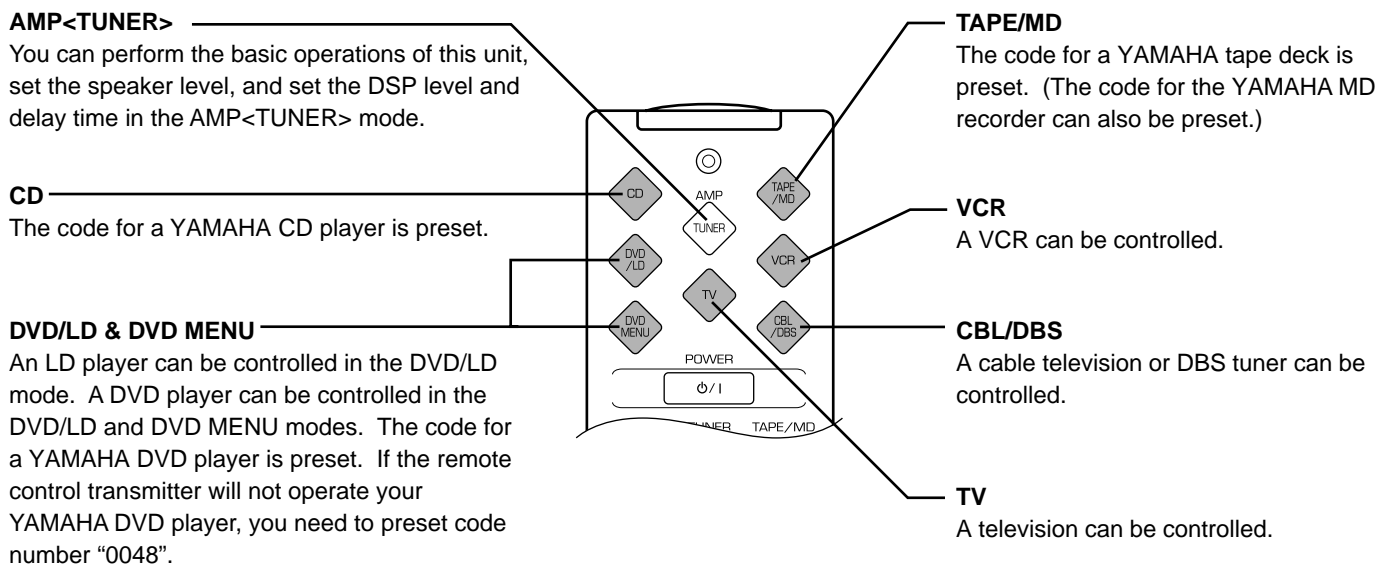 AMP<TUNER>
You can perform the basic operations of this unit,
set the speaker level, and set the DSP level and
delay time in the AMP<TUNER> mode.
CD
The code for a YAMAHA CD player is preset.
DVD/LD & DVD MENU
An LD player can be controlled in the DVD/LD
mode. A DVD player can be controlled in the
DVD/LD and DVD MENU modes. The code for
a YAMAHA DVD player is preset. If the remote
control transmitter will not operate your
YAMAHA DVD player, you need to preset code
number “0048”.
CD
AMP
TUNER
TAPE
/MD
DVD
/LD
VCR
TV
DVD
MENU
CBL
/DBS
POWER
⏻/I
TAPE/MD
TAPE/MD
The code for a YAMAHA tape deck is
preset. (The code for the YAMAHA MD
recorder can also be preset.)
VCR
A VCR can be controlled.
CBL/DBS
A cable television or DBS tuner can be
controlled.
TV
A television can be controlled.